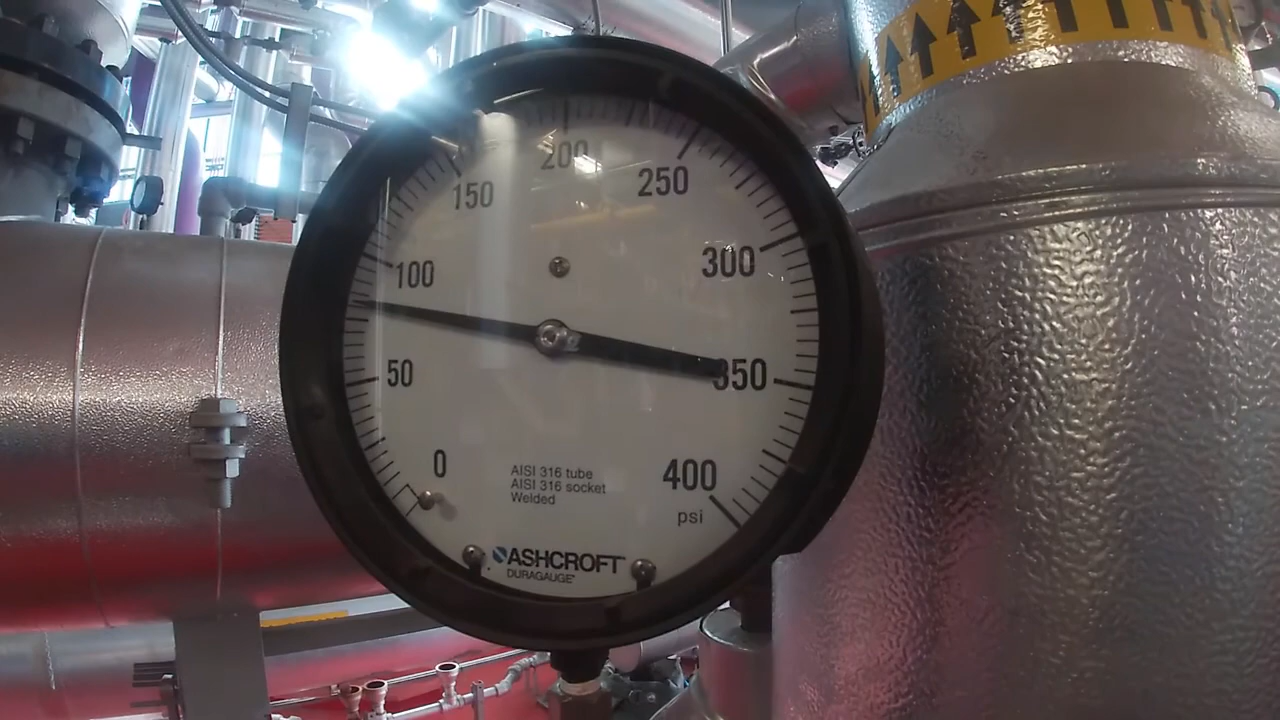 200
150
250
100
300
50
350
0
400
AISI 316 tube
AISI 316 socket
Welded
psi
ASHCROFT
DURAGAUGE